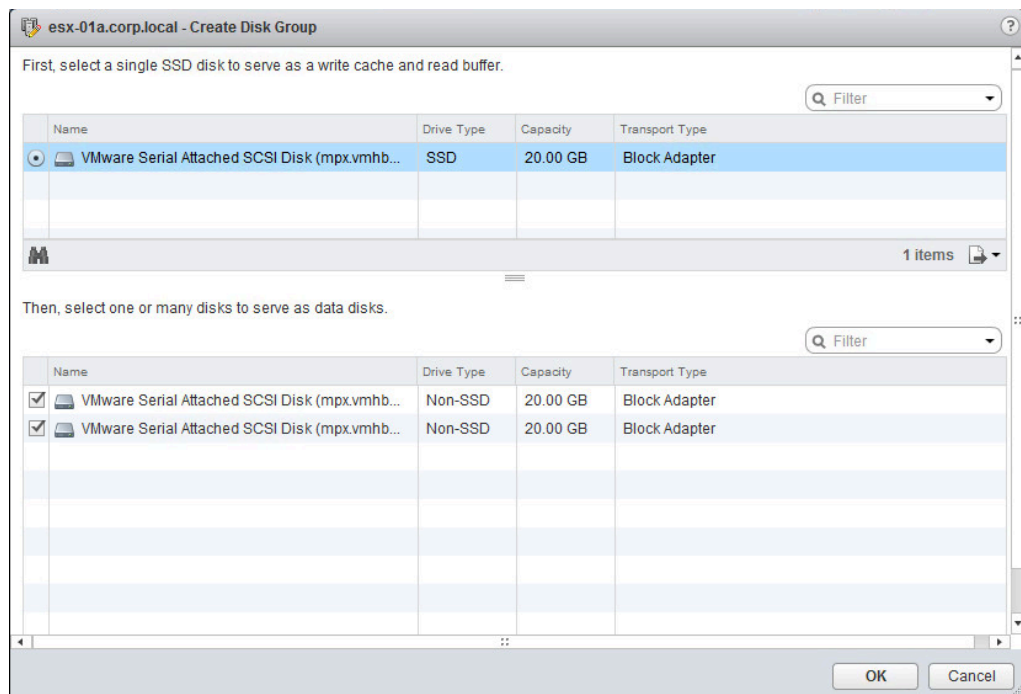 esx-01a.corp.local - Create Disk Group ?
First, select a single SSD disk to serve as a write cache and read buffer.
Filter
Name Drive Type Capacity Transport Type
VMware Serial Attached SCSI Disk (mpx.vmhb... SSD 20.00 GB Block Adapter
1 items
Then, select one or many disks to serve as data disks.
Filter
Name Drive Type Capacity Transport Type
VMware Serial Attached SCSI Disk (mpx.vmhb... Non-SSD 20.00 GB Block Adapter
VMware Serial Attached SCSI Disk (mpx.vmhb... Non-SSD 20.00 GB Block Adapter
OK Cancel